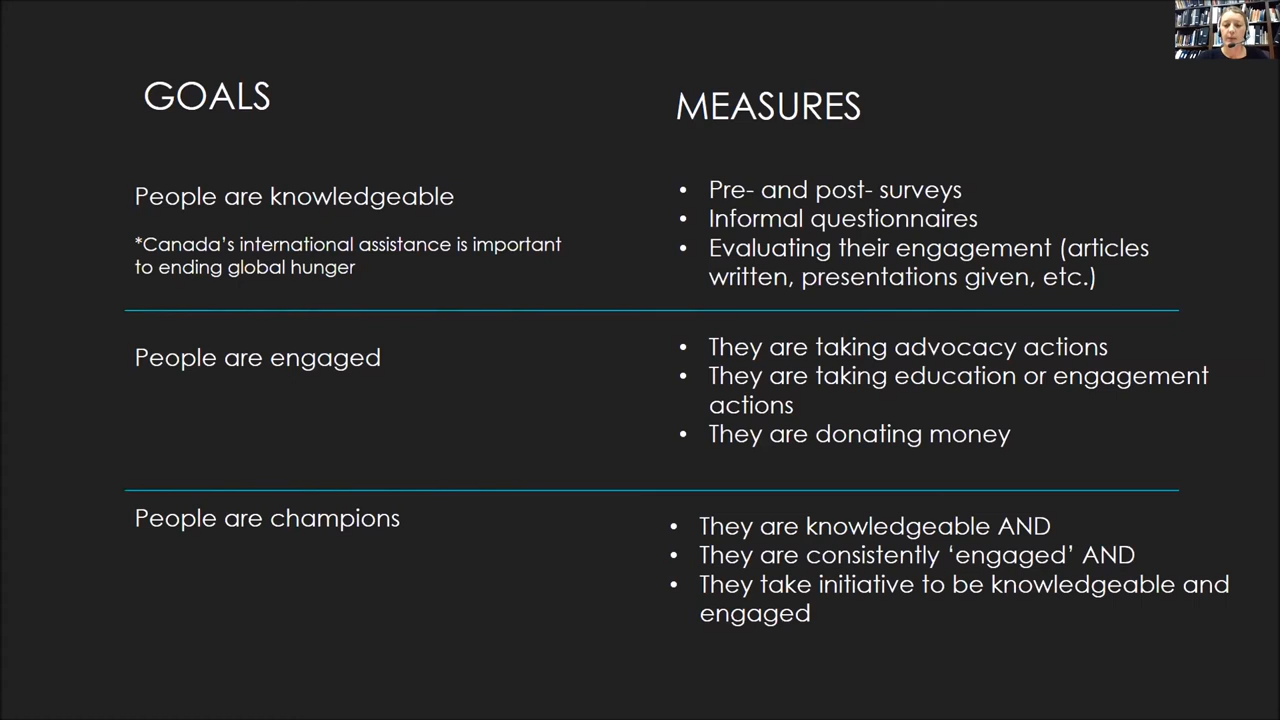 GOALS
MEASURES
People are knowledgeable
*Canada's international assistance is important
to ending global hunger
• Pre- and post- surveys
• Informal questionnaires
• Evaluating their engagement (articles
written, presentations given, etc.)
People are engaged
• They are taking advocacy actions
• They are taking education or engagement
actions
• They are donating money
People are champions
• They are knowledgeable AND
• They are consistently ‘engaged’ AND
• They take initiative to be knowledgeable and
engaged